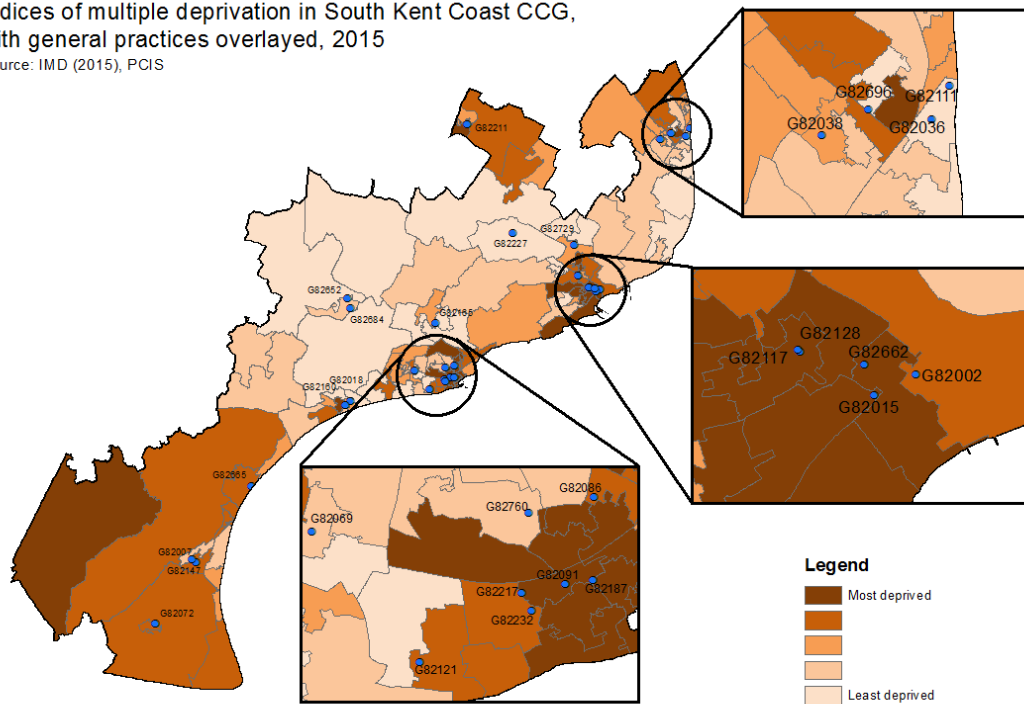 dices of multiple deprivation in South Kent Coast CCG,
ith general practices overlayed, 2015
urce: IMD (2015), PCIS
G82696
G82111
G82038
G82036
G82211
G82729
G82227
G82652
G82684
G82165
G82018
G82160
G82128
G82117
G82662
G82002
G82015
G82665
G82086
G82760
G82069
G82007
G82147
G82091
G82217
G82187
G82232
G82072
G82121
Legend
Most deprived
Least deprived